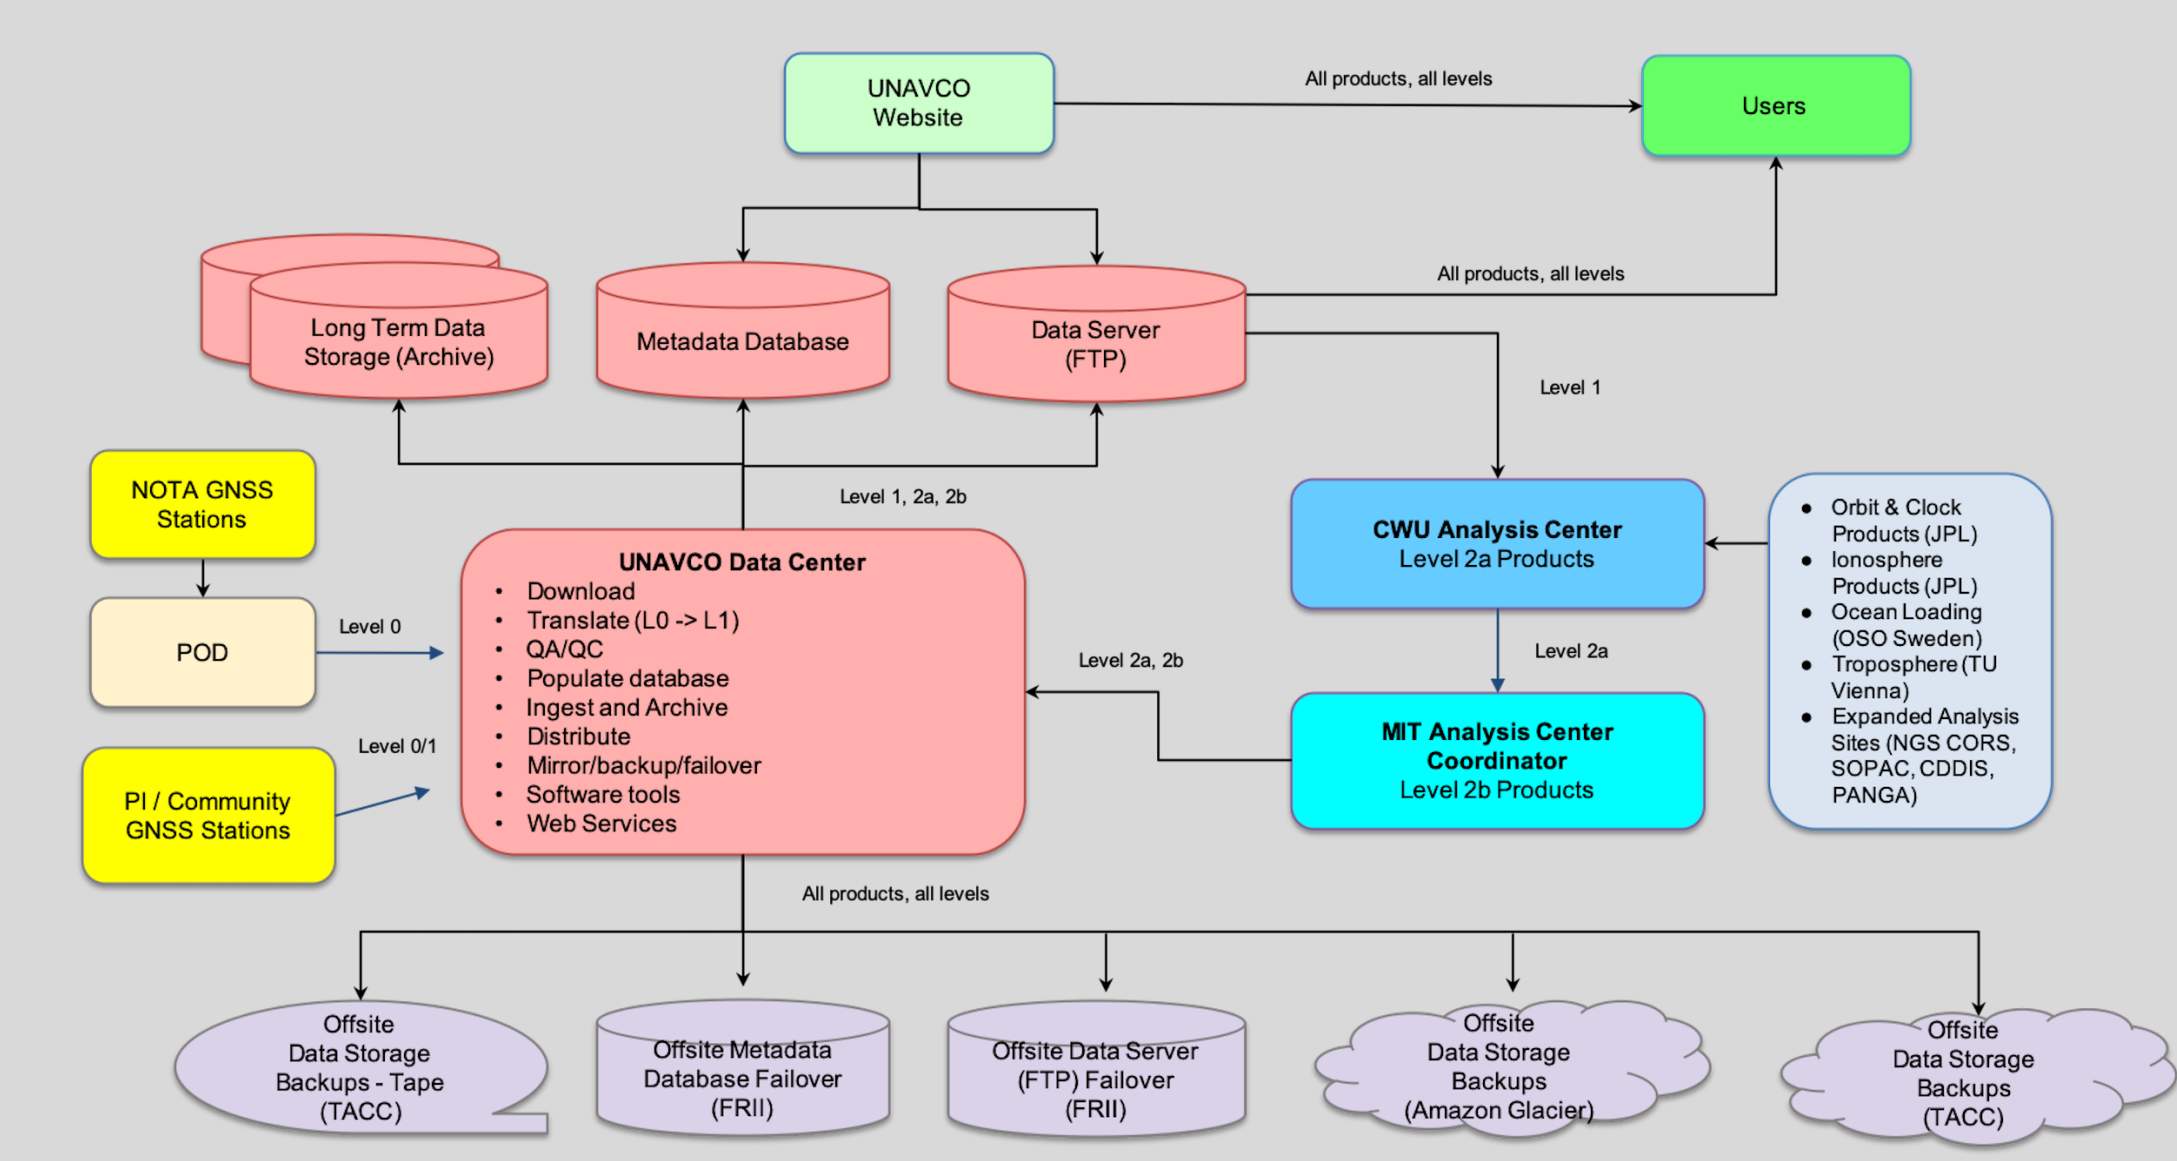 UNAVCO
Website
All products, all levels
Users
All products, all levels
Long Term Data
Storage (Archive)
Metadata Database
Data Server
(FTP)
Level 1
NOTA GNSS
Stations
Level 1, 2a, 2b
POD
Level 0
PI / Community
GNSS Stations
Level 0/1
UNAVCO Data Center
• Download
• Translate (L0 -> L1)
• QA/QC
• Populate database
• Ingest and Archive
• Distribute
• Mirror/backup/failover
• Software tools
• Web Services
Level 2a, 2b
CWU Analysis Center
Level 2a Products
Level 2a
MIT Analysis Center
Coordinator
Level 2b Products
● Orbit & Clock
Products (JPL)
● Ionosphere
Products (JPL)
● Ocean Loading
(OSO Sweden)
● Troposphere (TU
Vienna)
● Expanded Analysis
Sites (NGS CORS,
SOPAC, CDDIS,
PANGA)
All products, all levels
Offsite
Data Storage
Backups - Tape
(TACC)
Offsite Metadata
Database Failover
(FRII)
Offsite Data Server
(FTP) Failover
(FRII)
Offsite
Data Storage
Backups
(Amazon Glacier)
Offsite
Data Storage
Backups
(TACC)